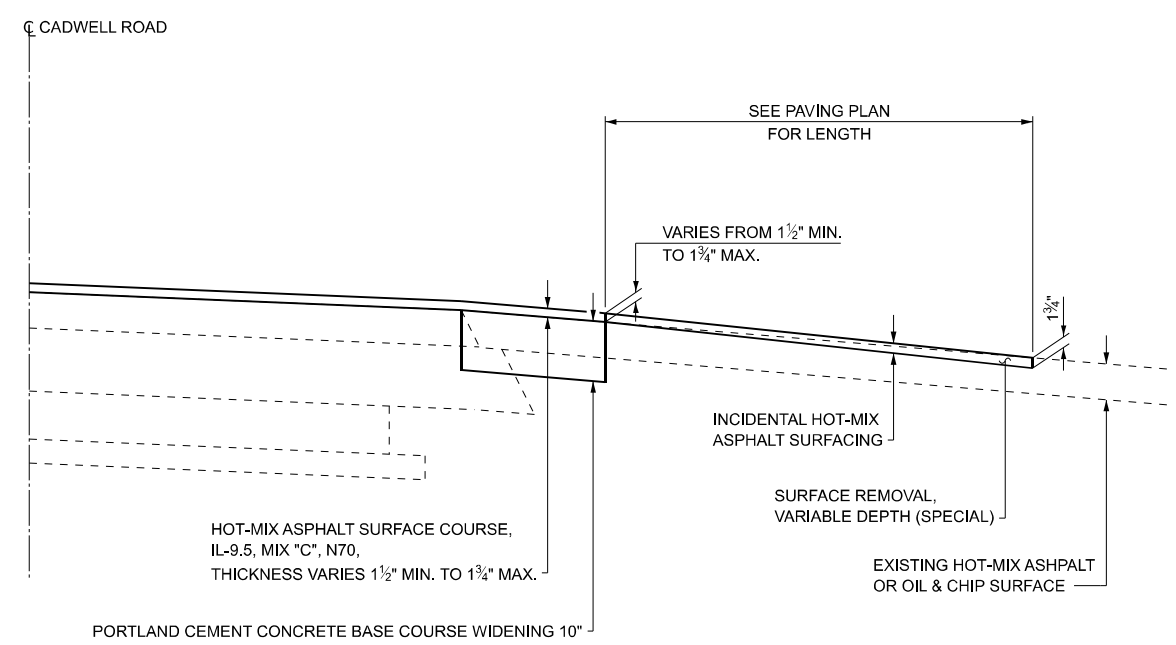 ℄ CADWELL ROAD
SEE PAVING PLAN
FOR LENGTH
VARIES FROM 1½" MIN.
TO 1¾" MAX.
1¾"
INCIDENTAL HOT-MIX
ASPHALT SURFACING
SURFACE REMOVAL,
VARIABLE DEPTH (SPECIAL)
HOT-MIX ASPHALT SURFACE COURSE,
IL-9.5, MIX "C", N70,
THICKNESS VARIES 1½" MIN. TO 1¾" MAX.
EXISTING HOT-MIX ASHPALT
OR OIL & CHIP SURFACE
PORTLAND CEMENT CONCRETE BASE COURSE WIDENING 10"